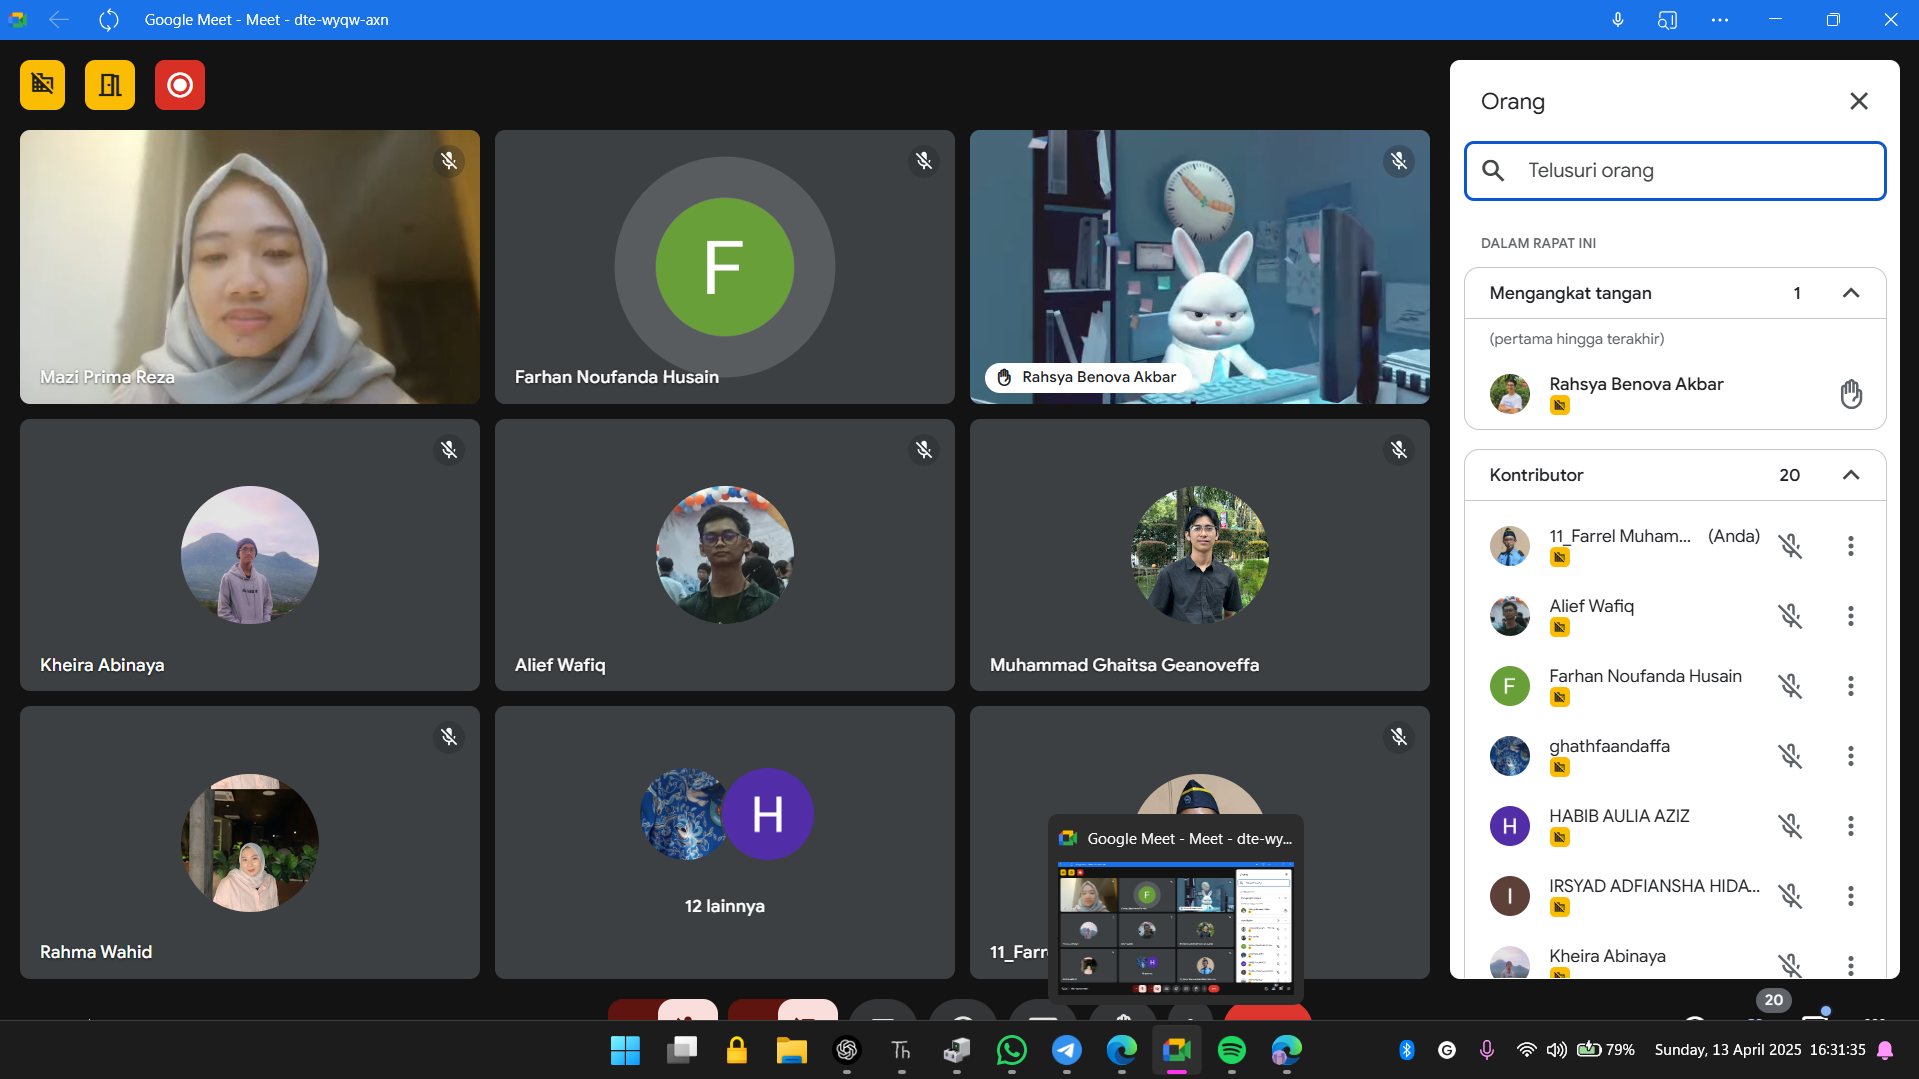 Google Meet - Meet - dte-wyqw-axn
Mazi Prima Reza
F
Farhan Noufanda Husain
Rahsya Benova Akbar
Kheira Abinaya
Alief Wafiq
Muhammad Ghaitsa Geanoveffa
Rahma Wahid
H
12 lainnya
11_Farr
Google Meet - Meet - dte-wy...
Orang
Telusuri orang
DALAM RAPAT INI
Mengangkat tangan 1
(pertama hingga terakhir)
Rahsya Benova Akbar
Kontributor 20
11_Farrel Muham... (Anda)
Alief Wafiq
F Farhan Noufanda Husain
ghathfaandaffa
H HABIB AULIA AZIZ
I IRSYAD ADFIANSHA HIDA...
Kheira Abinaya
20
Th
G
79% Sunday, 13 April 2025 16:31:35